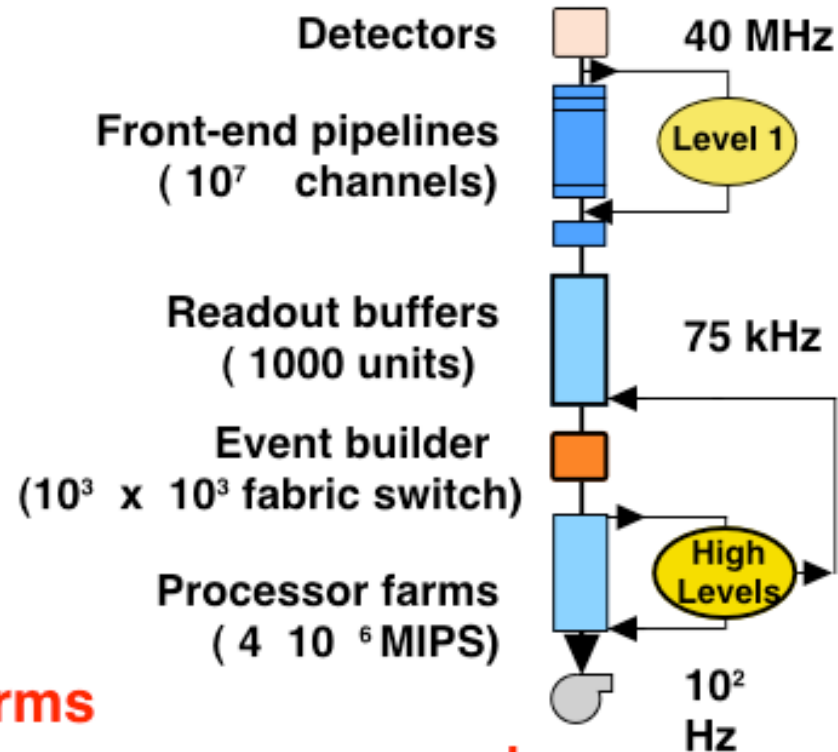 Detectors
40 MHz
Front-end pipelines
( 10⁷ channels)
Level 1
Readout buffers
( 1000 units)
75 kHz
Event builder
(10³ x 10³ fabric switch)
High
Levels
Processor farms
( 4 10 ⁶ MIPS)
10²
Hz